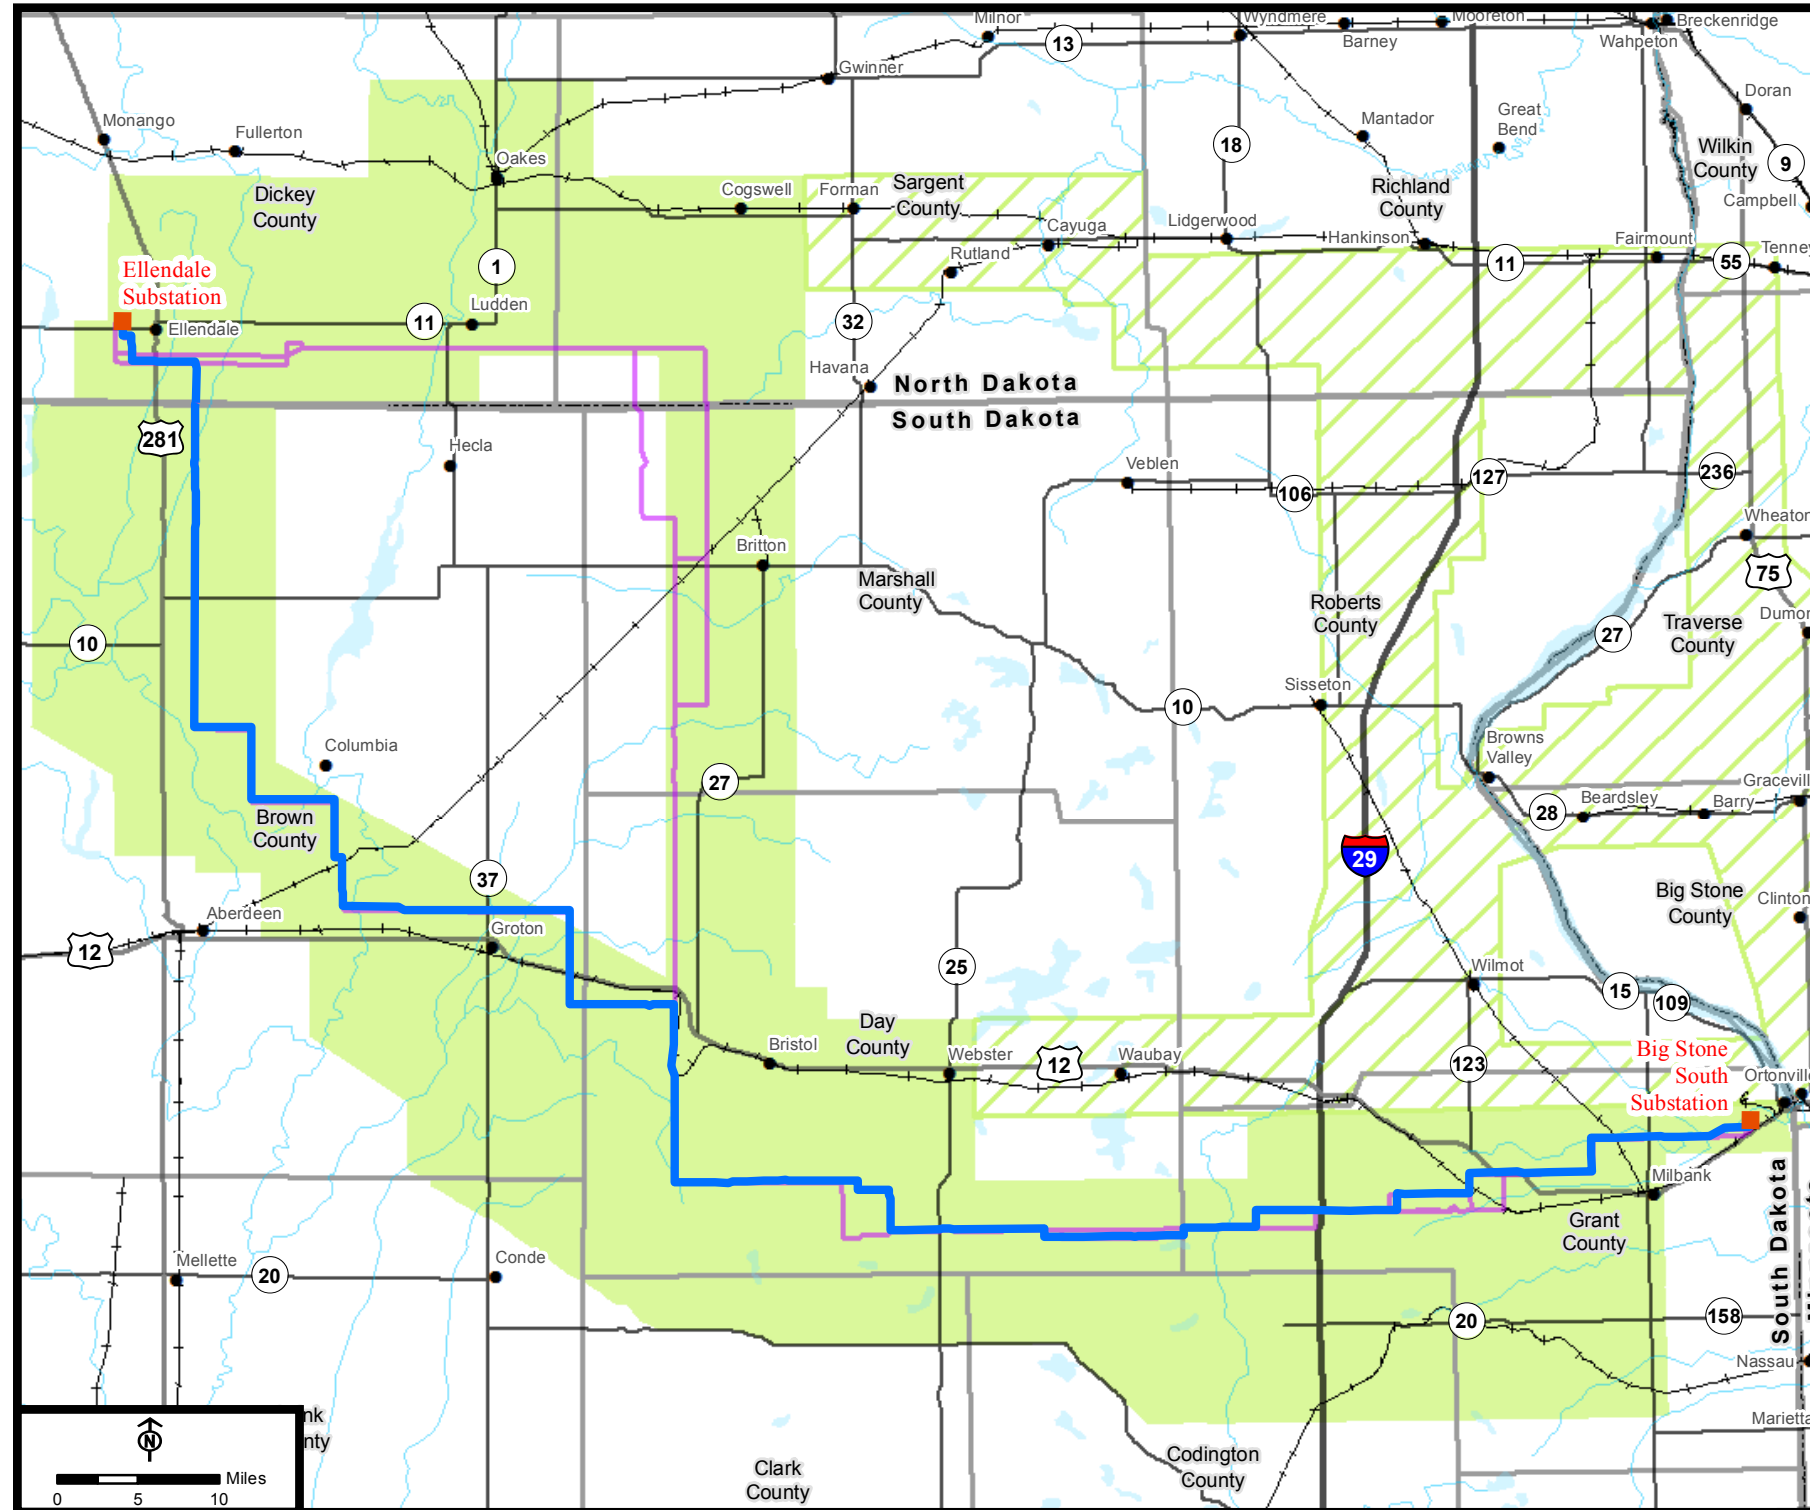 Milnor
Wyndmere
Mooreton
Breckenridge
13
Barney
Wahpeton
Gwinner
Doran
Monango
Fullerton
Mantador
Great
Bend
Oakes
18
Wilkin
County
9
Dickey
County
Cogswell
Forman
Sargent
County
Richland
County
Campbell
Cayuga
Lidgerwood
Hankinson
Fairmount
Tenney
Rutland
11
55
1
Ellendale
Substation
Ludden
11
Ellendale
32
Havana
North Dakota
South Dakota
281
Hecla
Veblen
106
127
236
Wheaton
Britton
75
Marshall
County
Roberts
County
27
Traverse
County
Dumon
10
Sisseton
10
Browns
Valley
Columbia
27
Gracevill
28
Beardsley
Barry
Brown
County
29
37
Big Stone
County
Clinton
Aberdeen
Groton
12
25
Wilmot
15
109
Day
County
Bristol
Webster
12
Waubay
123
Big Stone
South
Substation
Ortonville
Milbank
Grant
County
South Dakota
Mellette
20
Conde
20
158
Nassau
Marietta
nk
nty
N
Miles
0 5 10
Clark
County
Codington
County